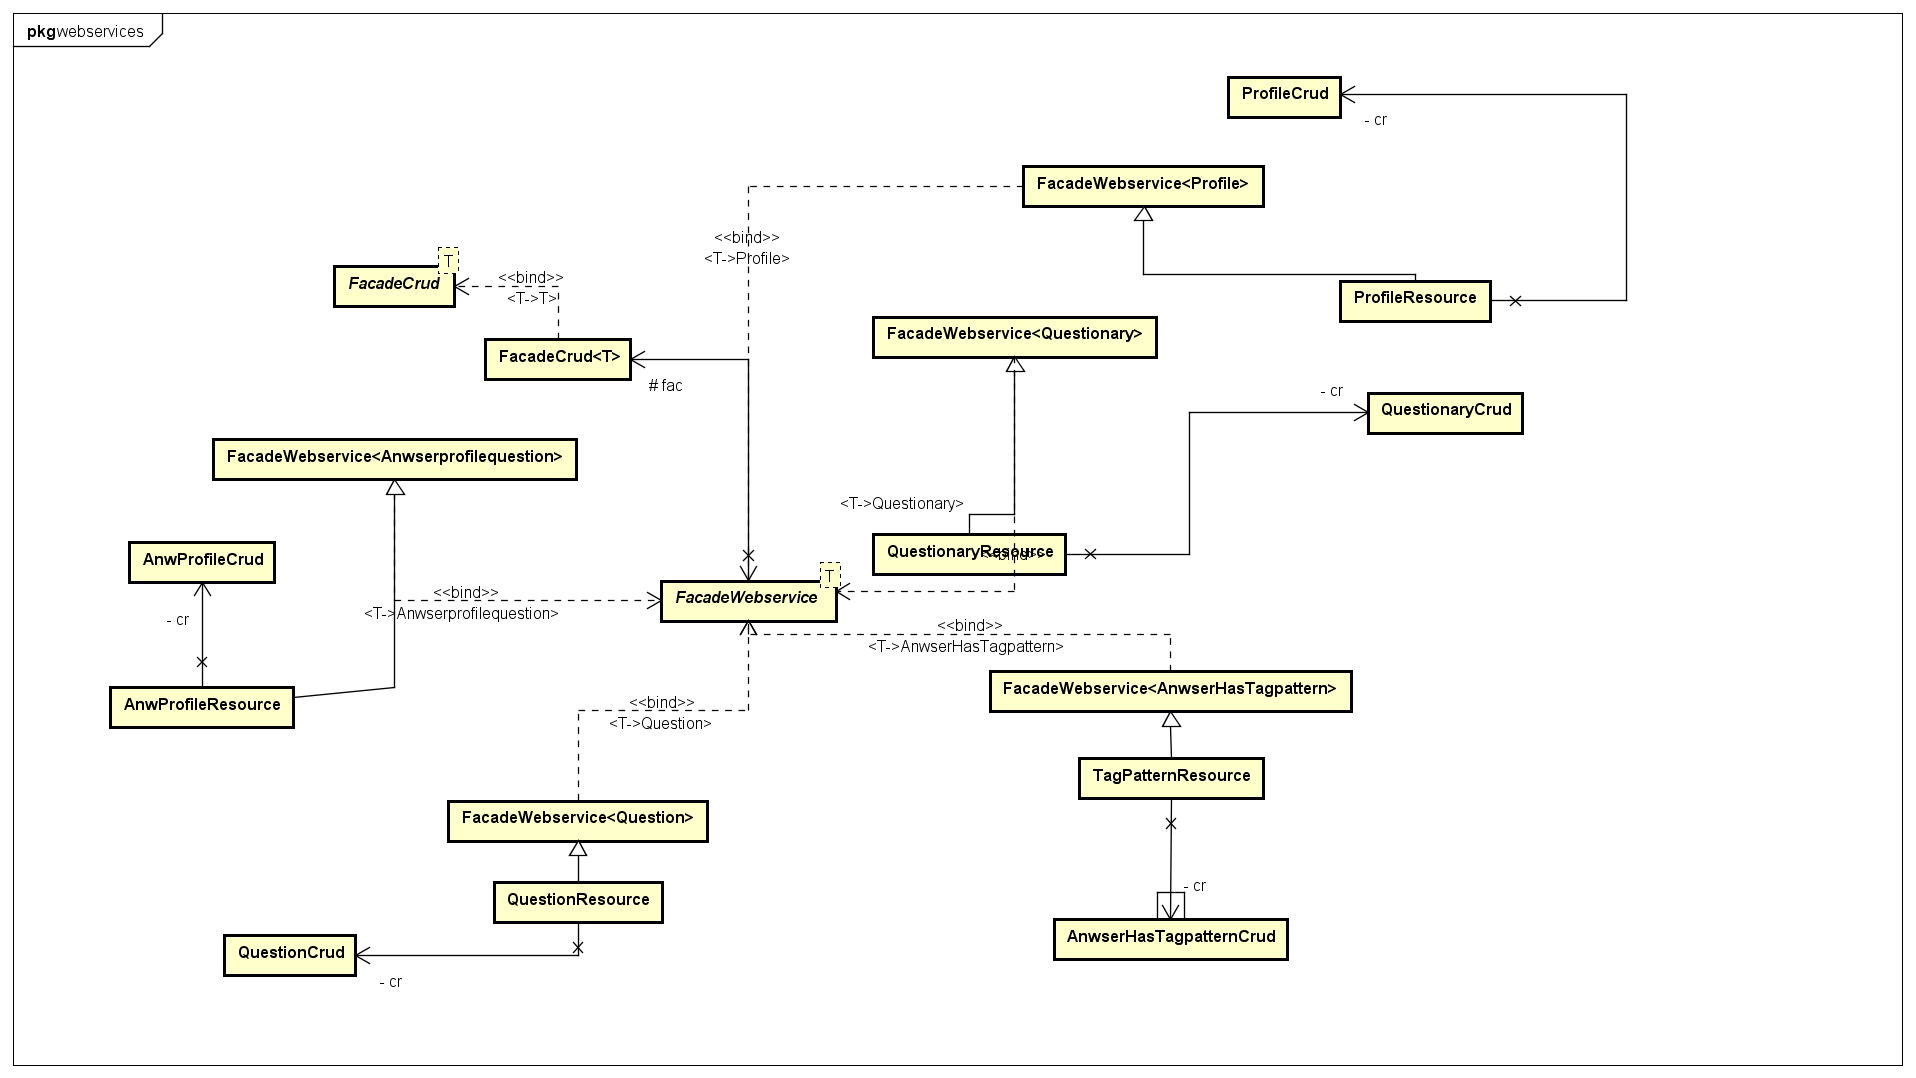 pkg webservices
ProfileCrud
- cr
FacadeWebservice<Profile>
<<bind>>
<T->Profile>
T
FacadeCrud
<<bind>>
<T->T>
ProfileResource
FacadeWebservice<Questionary>
FacadeCrud<T>
# fac
- cr
QuestionaryCrud
FacadeWebservice<Anwserprofilequestion>
<T->Questionary>
QuestionaryResource
<<bind>>
AnwProfileCrud
T
FacadeWebservice
<<bind>>
<T->Anwserprofilequestion>
- cr
<<bind>>
<T->AnwserHasTagpattern>
FacadeWebservice<AnwserHasTagpattern>
AnwProfileResource
<<bind>>
<T->Question>
TagPatternResource
FacadeWebservice<Question>
QuestionResource
- cr
AnwserHasTagpatternCrud
QuestionCrud
- cr